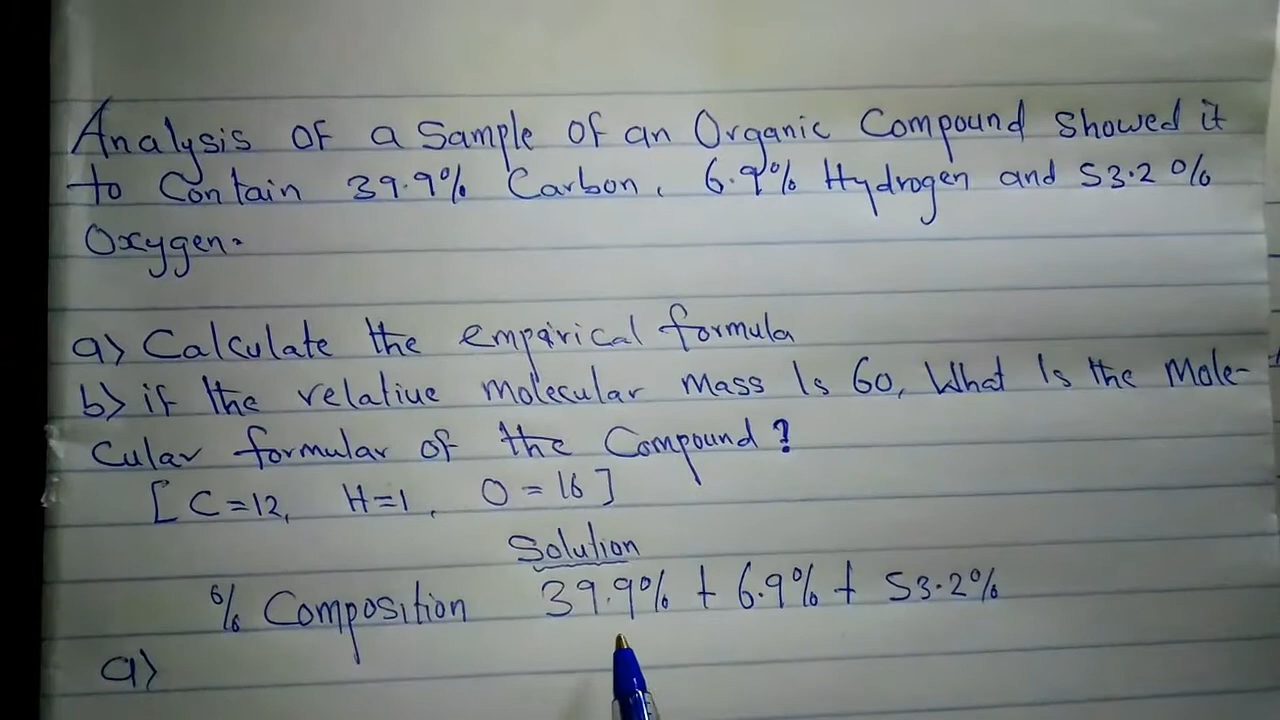 Analysis of a Sample of an Organic Compound Showed it
to Contain 39.9% Carbon, 6.9% Hydrogen and 53.2%
Oxygen.
a) Calculate the empirical formula
b) if the relative molecular mass Is 60, What Is the Mole-
cular formular of the Compound?
[C=12, H=1, O=16]
Solution
% Composition 39.9% + 6.9% + 53.2%
a)